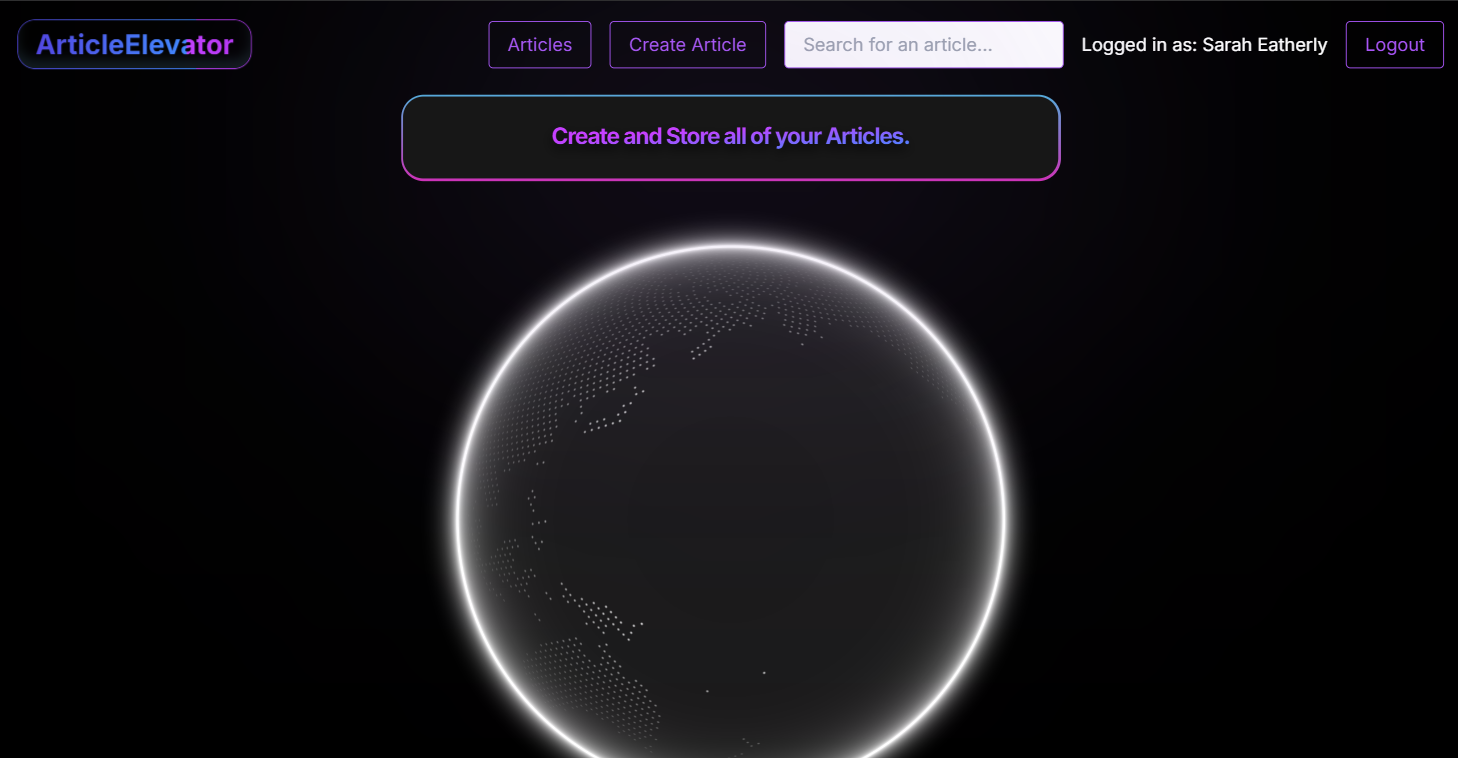 ArticleElevator
Articles
Create Article
Search for an article...
Logged in as: Sarah Eatherly
Logout
Create and Store all of your Articles.